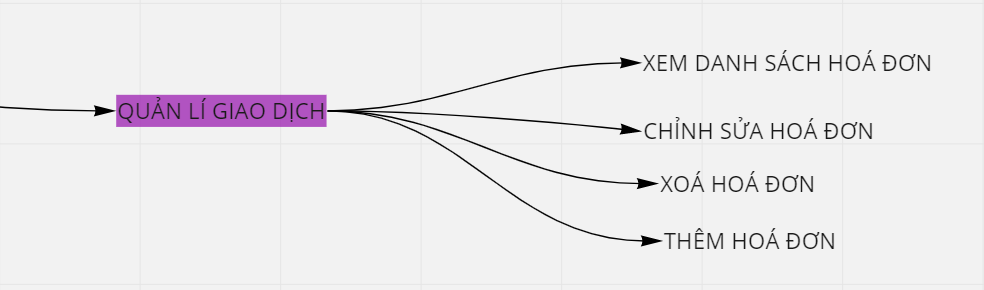 QUẢN LÍ GIAO DỊCH
XEM DANH SÁCH HOÁ ĐƠN
CHỈNH SỬA HOÁ ĐƠN
XOÁ HOÁ ĐƠN
THÊM HOÁ ĐƠN